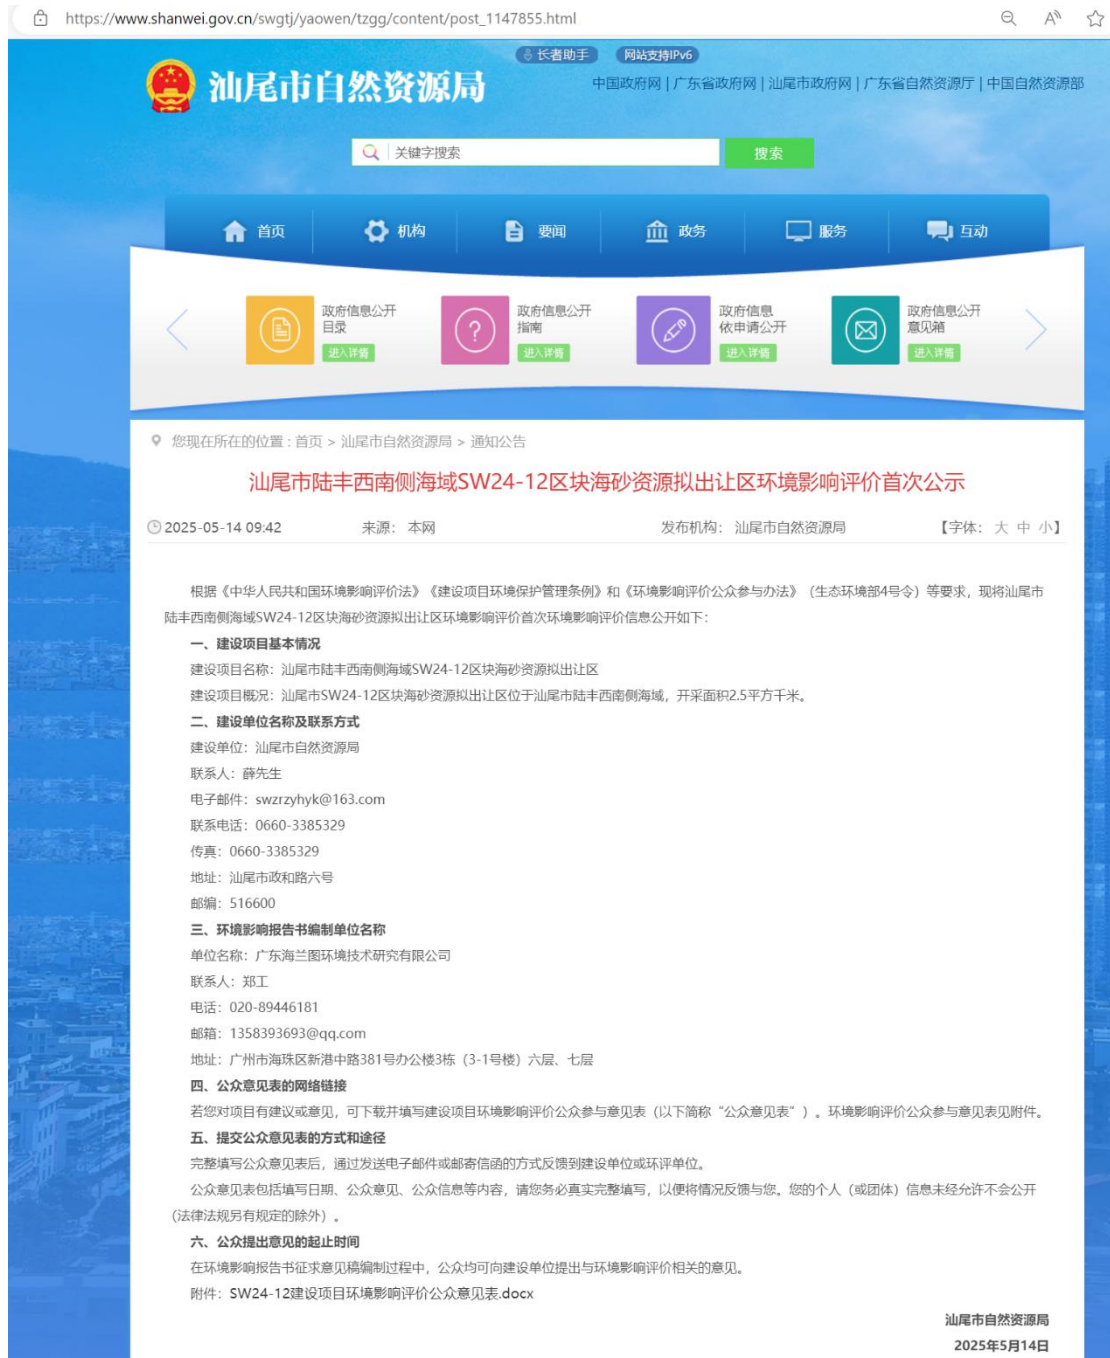 https://www.shanwei.gov.cn/swgtj/yaowen/tzgg/content/post_1147855.html
长者助手 网站支持IPv6
汕尾市自然资源局
中国政府网 | 广东省政府网 | 汕尾市政府网 | 广东省自然资源厅 | 中国自然资源部
关键字搜索 搜索
首页 机构 要闻 政务 服务 互动
政府信息公开
目录
进入详情
政府信息公开
指南
进入详情
政府信息
依申请公开
进入详情
政府信息公开
意见箱
进入详情
您现在所在的位置 : 首页 > 汕尾市自然资源局 > 通知公告
汕尾市陆丰西南侧海域SW24-12区块海砂资源拟出让区环境影响评价首次公示
2025-05-14 09:42 来源: 本网 发布机构: 汕尾市自然资源局 【字体: 大 中 小】
根据《中华人民共和国环境影响评价法》《建设项目环境保护管理条例》和《环境影响评价公众参与办法》（生态环境部4号令）等要求，现将汕尾市
陆丰西南侧海域SW24-12区块海砂资源拟出让区环境影响评价首次环境影响评价信息公开如下：
一、建设项目基本情况
建设项目名称：汕尾市陆丰西南侧海域SW24-12区块海砂资源拟出让区
建设项目概况：汕尾市SW24-12区块海砂资源拟出让区位于汕尾市陆丰西南侧海域，开采面积2.5平方千米。
二、建设单位名称及联系方式
建设单位：汕尾市自然资源局
联系人：薛先生
电子邮件：swzrzyhyk@163.com
联系电话：0660-3385329
传真：0660-3385329
地址：汕尾市政和路六号
邮编：516600
三、环境影响报告书编制单位名称
单位名称：广东海兰图环境技术研究有限公司
联系人：郑工
电话：020-89446181
邮箱：1358393693@qq.com
地址：广州市海珠区新港中路381号办公楼3栋（3-1号楼）六层、七层
四、公众意见表的网络链接
若您对项目有建议或意见，可下载并填写建设项目环境影响评价公众参与意见表（以下简称“公众意见表”）。环境影响评价公众参与意见表见附件。
五、提交公众意见表的方式和途径
完整填写公众意见表后，通过发送电子邮件或邮寄信函的方式反馈到建设单位或环评单位。
公众意见表包括填写日期、公众意见、公众信息等内容，请您务必真实完整填写，以便将情况反馈与您。您的个人（或团体）信息未经允许不会公开
（法律法规另有规定的除外）。
六、公众提出意见的起止时间
在环境影响报告书征求意见稿编制过程中，公众均可向建设单位提出与环境影响评价相关的意见。
附件：SW24-12建设项目环境影响评价公众意见表.docx
汕尾市自然资源局
2025年5月14日